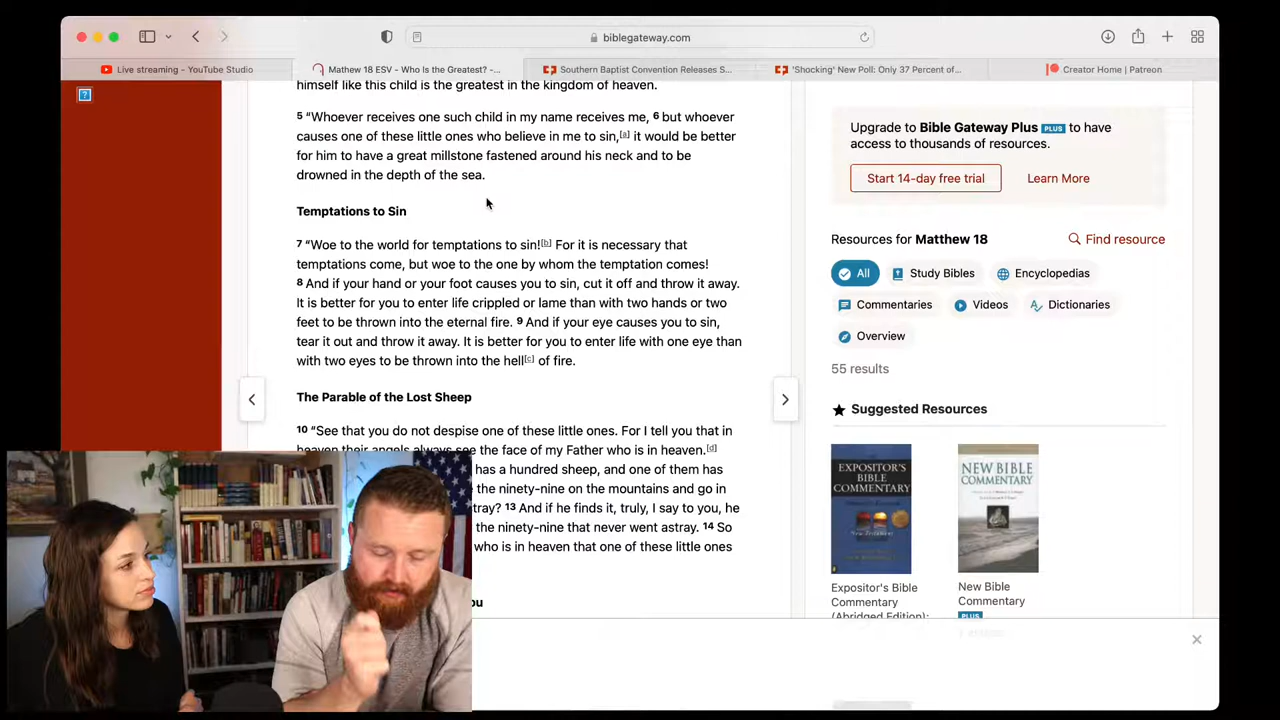 biblegateway.com
Live streaming - YouTube Studio
Mathew 18 ESV - Who Is the Greatest? -...
Southern Baptist Convention Releases S...
'Shocking' New Poll: Only 37 Percent of...
Creator Home | Patreon
himself like this child is the greatest in the kingdom of heaven.
5 “Whoever receives one such child in my name receives me, 6 but whoever
causes one of these little ones who believe in me to sin,[a] it would be better
for him to have a great millstone fastened around his neck and to be
drowned in the depth of the sea.
Temptations to Sin
7 “Woe to the world for temptations to sin![b] For it is necessary that
temptations come, but woe to the one by whom the temptation comes!
8 And if your hand or your foot causes you to sin, cut it off and throw it away.
It is better for you to enter life crippled or lame than with two hands or two
feet to be thrown into the eternal fire. 9 And if your eye causes you to sin,
tear it out and throw it away. It is better for you to enter life with one eye than
with two eyes to be thrown into the hell[c] of fire.
The Parable of the Lost Sheep
10 “See that you do not despise one of these little ones. For I tell you that in
heaven their angels always see the face of my Father who is in heaven.[d]
has a hundred sheep, and one of them has
the ninety-nine on the mountains and go in
tray? 13 And if he finds it, truly, I say to you, he
the ninety-nine that never went astray. 14 So
who is in heaven that one of these little ones
ou
Upgrade to Bible Gateway Plus PLUS to have
access to thousands of resources.
Start 14-day free trial
Learn More
Resources for Matthew 18
Find resource
All
Study Bibles
Encyclopedias
Commentaries
Videos
Dictionaries
Overview
55 results
Suggested Resources
EXPOSITOR'S
BIBLE
COMMENTARY
NEW BIBLE
COMMENTARY
Expositor's Bible
Commentary
(Abridged Edition):
New Bible
Commentary
PLUS